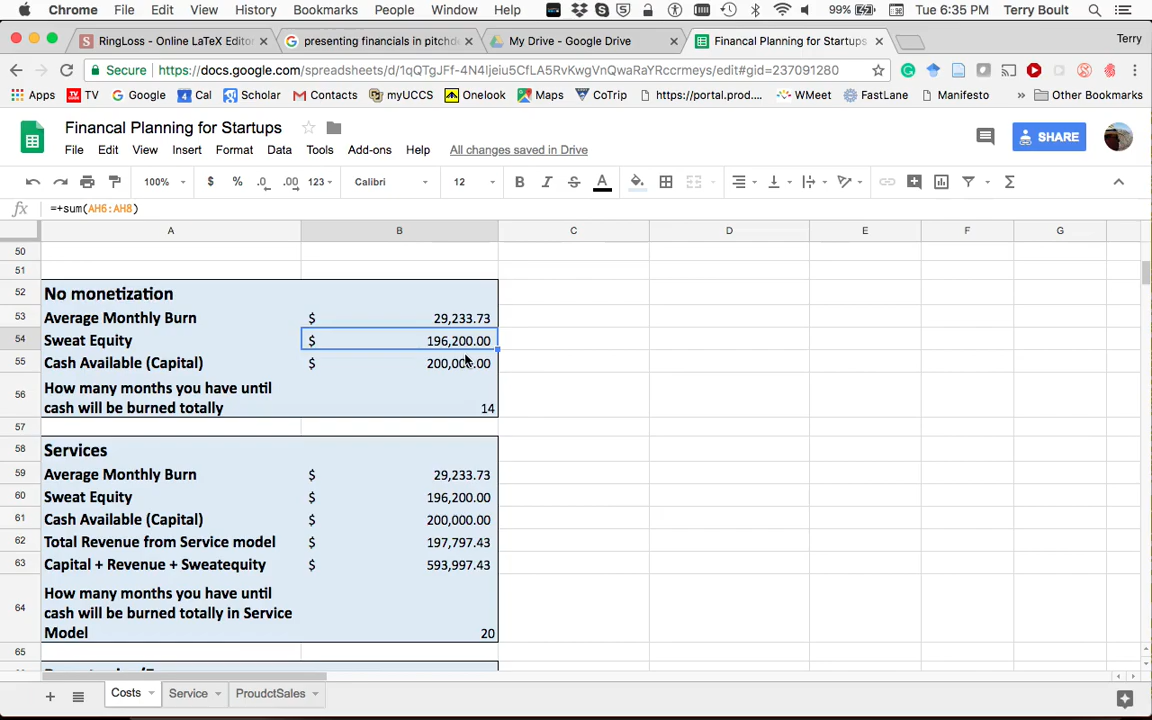 Chrome File Edit View History Bookmarks People Window Help 99% Tue 6:35 PM Terry Boult
RingLoss - Online LaTeX Editor presenting financials in pitchde My Drive - Google Drive Financal Planning for Startups Terry
Secure https://docs.google.com/spreadsheets/d/1qQTgJFf-4N4Ijeiu5CfLA5RvKwgVnQwaRaYRccrmeys/edit#gid=237091280
Apps TV Google Cal Scholar Contacts myUCCS Onelook Maps CoTrip https://portal.prod.... WMeet FastLane Manifesto » Other Bookmarks
Financal Planning for Startups
File Edit View Insert Format Data Tools Add-ons Help All changes saved in Drive SHARE
100% $ % .0 .00 123 Calibri 12 B I S A Σ
fx =+sum(AH6:AH8)
A B C D E F G
50
51
52 No monetization
53 Average Monthly Burn $ 29,233.73
54 Sweat Equity $ 196,200.00
55 Cash Available (Capital) $ 200,000.00
How many months you have until
56 cash will be burned totally 14
57
58 Services
59 Average Monthly Burn $ 29,233.73
60 Sweat Equity $ 196,200.00
61 Cash Available (Capital) $ 200,000.00
62 Total Revenue from Service model $ 197,797.43
63 Capital + Revenue + Sweatequity $ 593,997.43
How many months you have until
64 cash will be burned totally in Service
Model 20
65
Costs Service ProudctSales